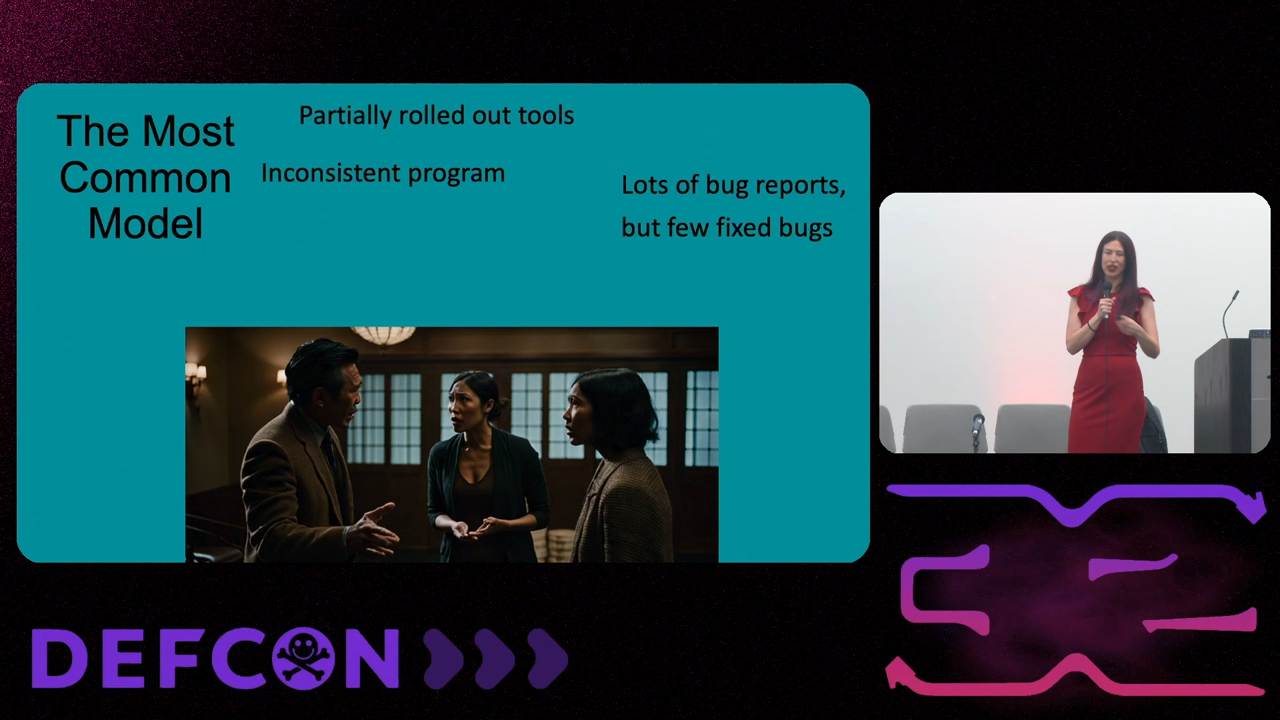 The Most
Common
Model
Partially rolled out tools
Inconsistent program
Lots of bug reports,
but few fixed bugs
DEFCON